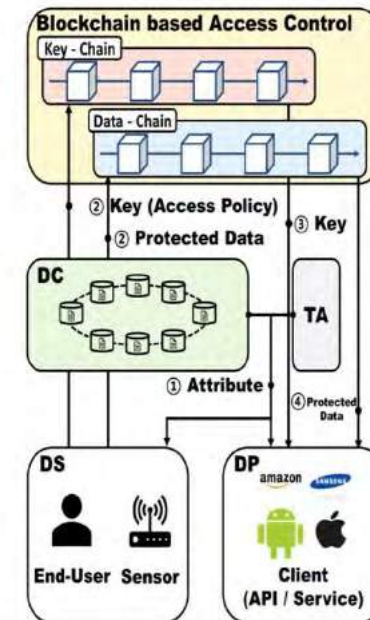 Blockchain based Access Control
Key - Chain
Data - Chain
② Key (Access Policy)
③ Key
② Protected Data
DC
TA
① Attribute
④ Protected
Data
DS
DP
amazon
SAMSUNG
End-User
Sensor
Client
(API / Service)